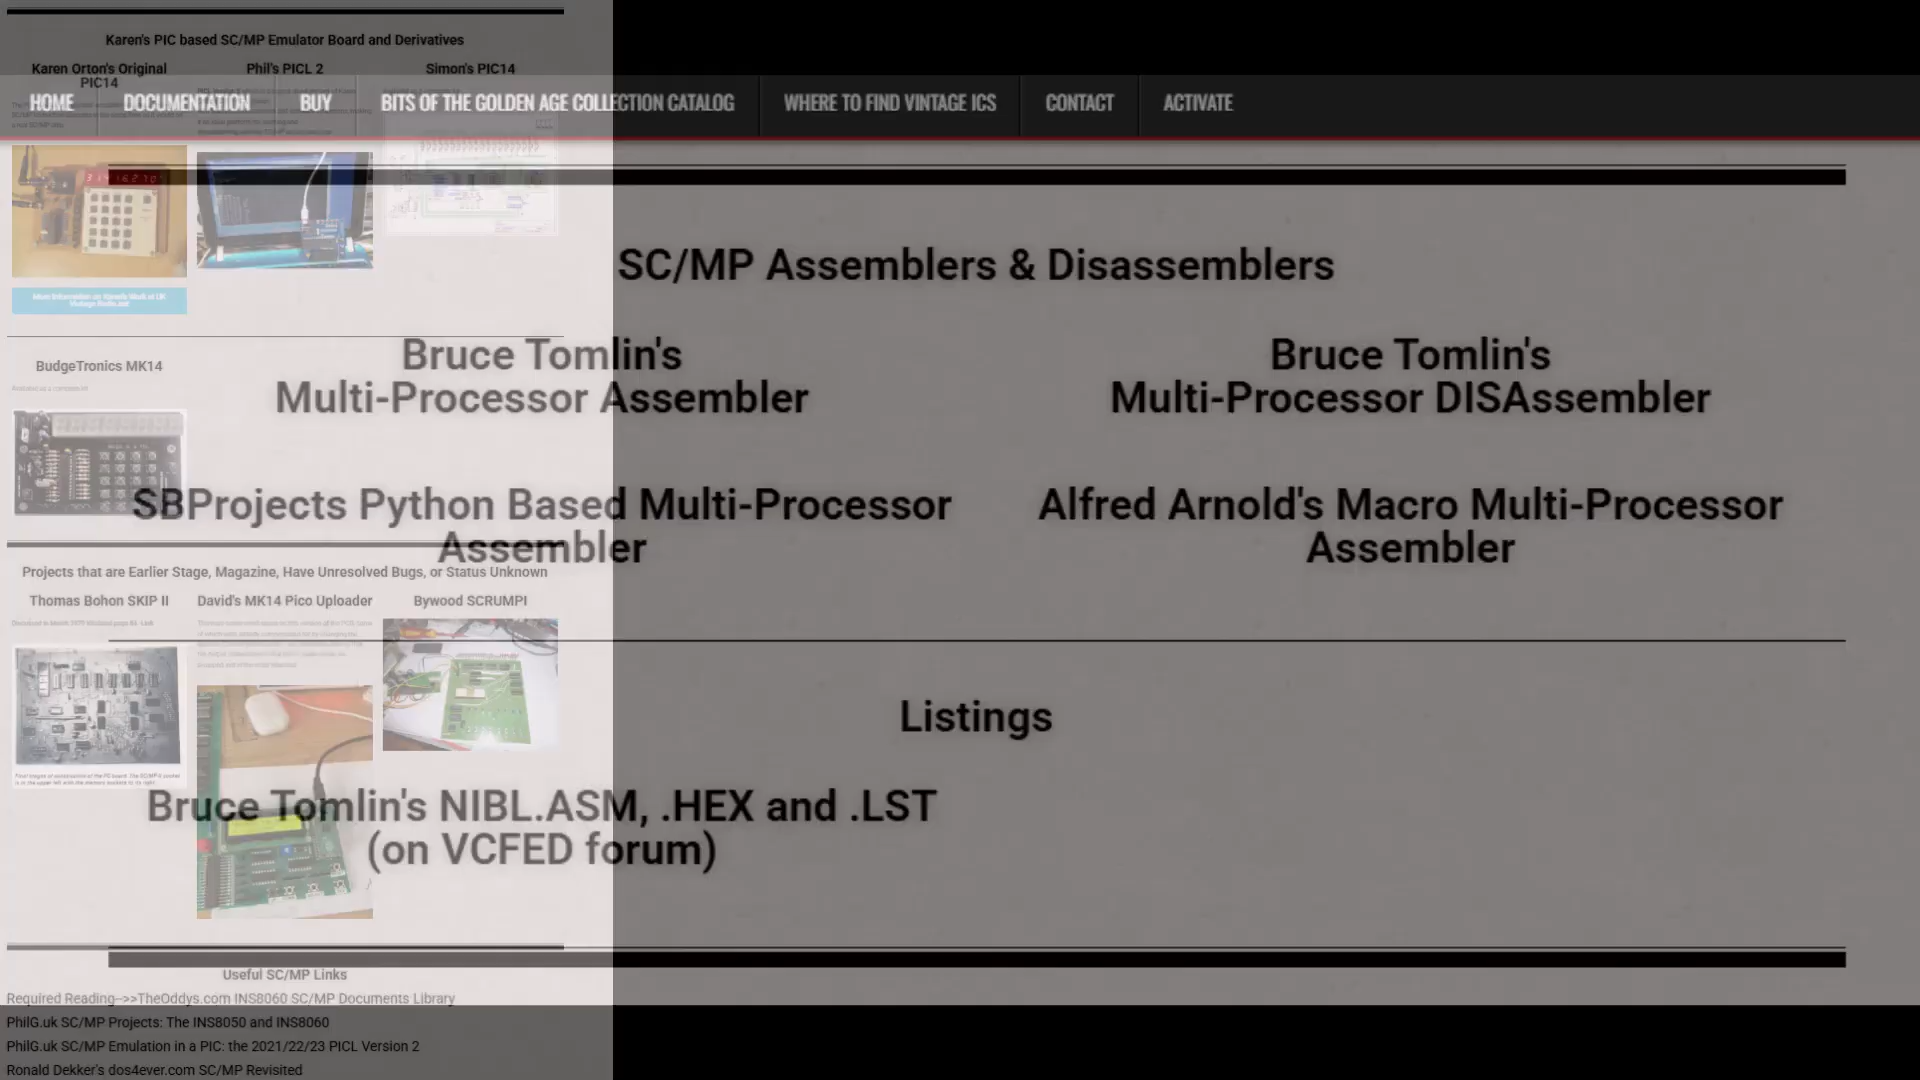 Karen's PIC based SC/MP Emulator Board and Derivatives
Karen Orton's Original
PIC14
Phil's PICL 2
Simon's PIC14
HOME
DOCUMENTATION
BUY
BITS OF THE GOLDEN AGE COLLECTION CATALOG
WHERE TO FIND VINTAGE ICS
CONTACT
ACTIVATE
SC/MP Assemblers & Disassemblers
Bruce Tomlin's
Multi-Processor Assembler
Bruce Tomlin's
Multi-Processor DISAssembler
BudgeTronics MK14
SBProjects Python Based Multi-Processor
Assembler
Alfred Arnold's Macro Multi-Processor
Assembler
Projects that are Earlier Stage, Magazine, Have Unresolved Bugs, or Status Unknown
Thomas Bohon SKIP II
David's MK14 Pico Uploader
Bywood SCRUMPI
Listings
Bruce Tomlin's NIBL.ASM, .HEX and .LST
(on VCFED forum)
Useful SC/MP Links
Required Reading-->>TheOddys.com INS8060 SC/MP Documents Library
PhilG.uk SC/MP Projects: The INS8050 and INS8060
PhilG.uk SC/MP Emulation in a PIC: the 2021/22/23 PICL Version 2
Ronald Dekker's dos4ever.com SC/MP Revisited